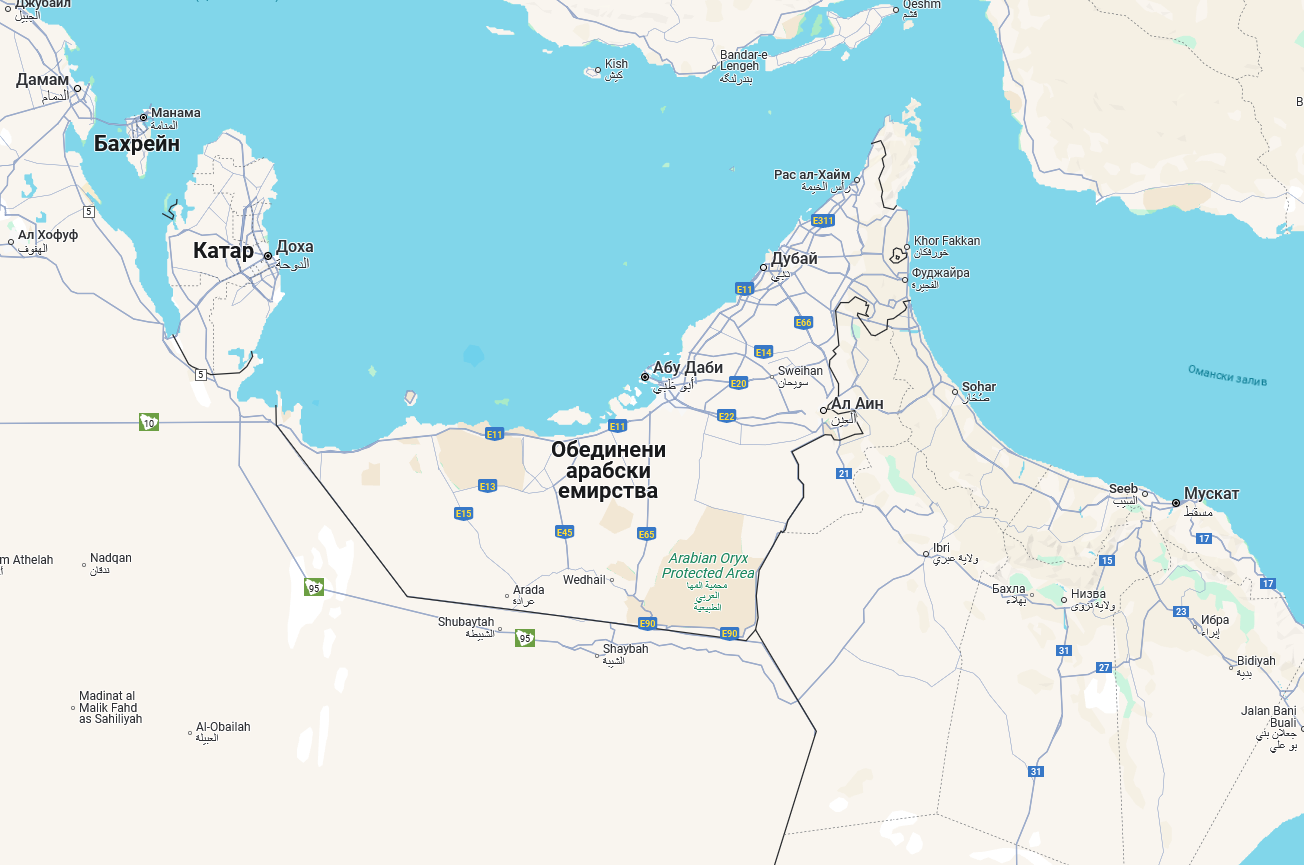 Джубайл
الجبيل
Qeshm
قشم
Kish
كيش
Bandar-e
Lengeh
بندرلنگه
Дамам
الدمام
Манама
المنامة
Бахрейн
Рас ал-Хайм
رأس الخيمة
5
E311
Ал Хофуф
الهفوف
Катар
Доха
الدوحة
Khor Fakkan
خورفكان
Дубай
دبي
Фуджайра
الفجيرة
E11
E66
E14
5
Абу Даби
أبو ظبي
Sweihan
سويحان
E20
Омански залив
Sohar
صُحَار
10
E11
E11
E22
Ал Аин
العين
Обединени
арабски
емирства
21
E13
E15
Seeb
السيب
Мускат
مسقط
E45
E65
17
Ibri
ولاية عبري
15
m Athelah
Nadqan
ندقان
Arabian Oryx
Protected Area
محمية المها
العربي
الطبيعية
95
Arada
عرادة
Wedhail
Бахла
بهلاء
Низва
ولاية نزوى
17
23
Shubaytah
الشبيطة
95
E90
E90
Ибра
إبراء
Shaybah
الشيبة
31
27
Bidiyah
بدية
Madinat al
Malik Fahd
as Sahiliyah
Al-Obailah
العبيلة
Jalan Bani
Buali
جعلان بني
بو علي
31